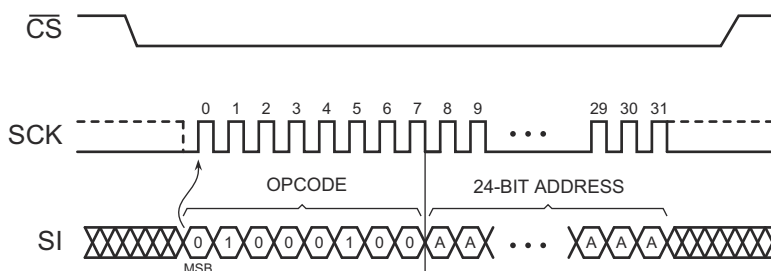 CS
0 1 2 3 4 5 6 7 8 9 29 30 31
SCK
OPCODE 24-BIT ADDRESS
SI 0 1 0 0 0 1 0 0 A A A A A
MSB